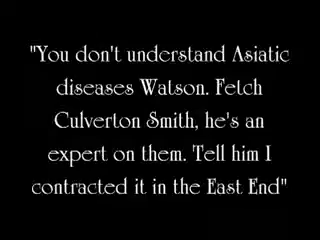 "You don't understand Asiatic
diseases Watson. Fetch
Culverton Smith, he's an
expert on them. Tell him I
contracted it in the East End"